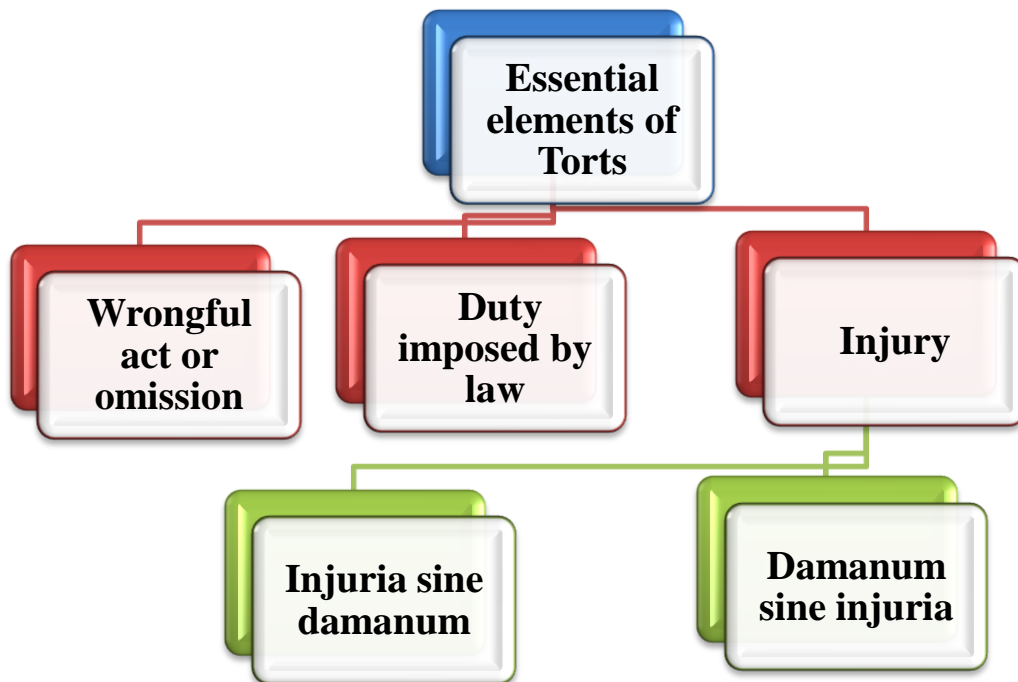 Essential
elements of
Torts
Wrongful
act or
omission
Duty
imposed by
law
Injury
Injuria sine
damanum
Damanum
sine injuria